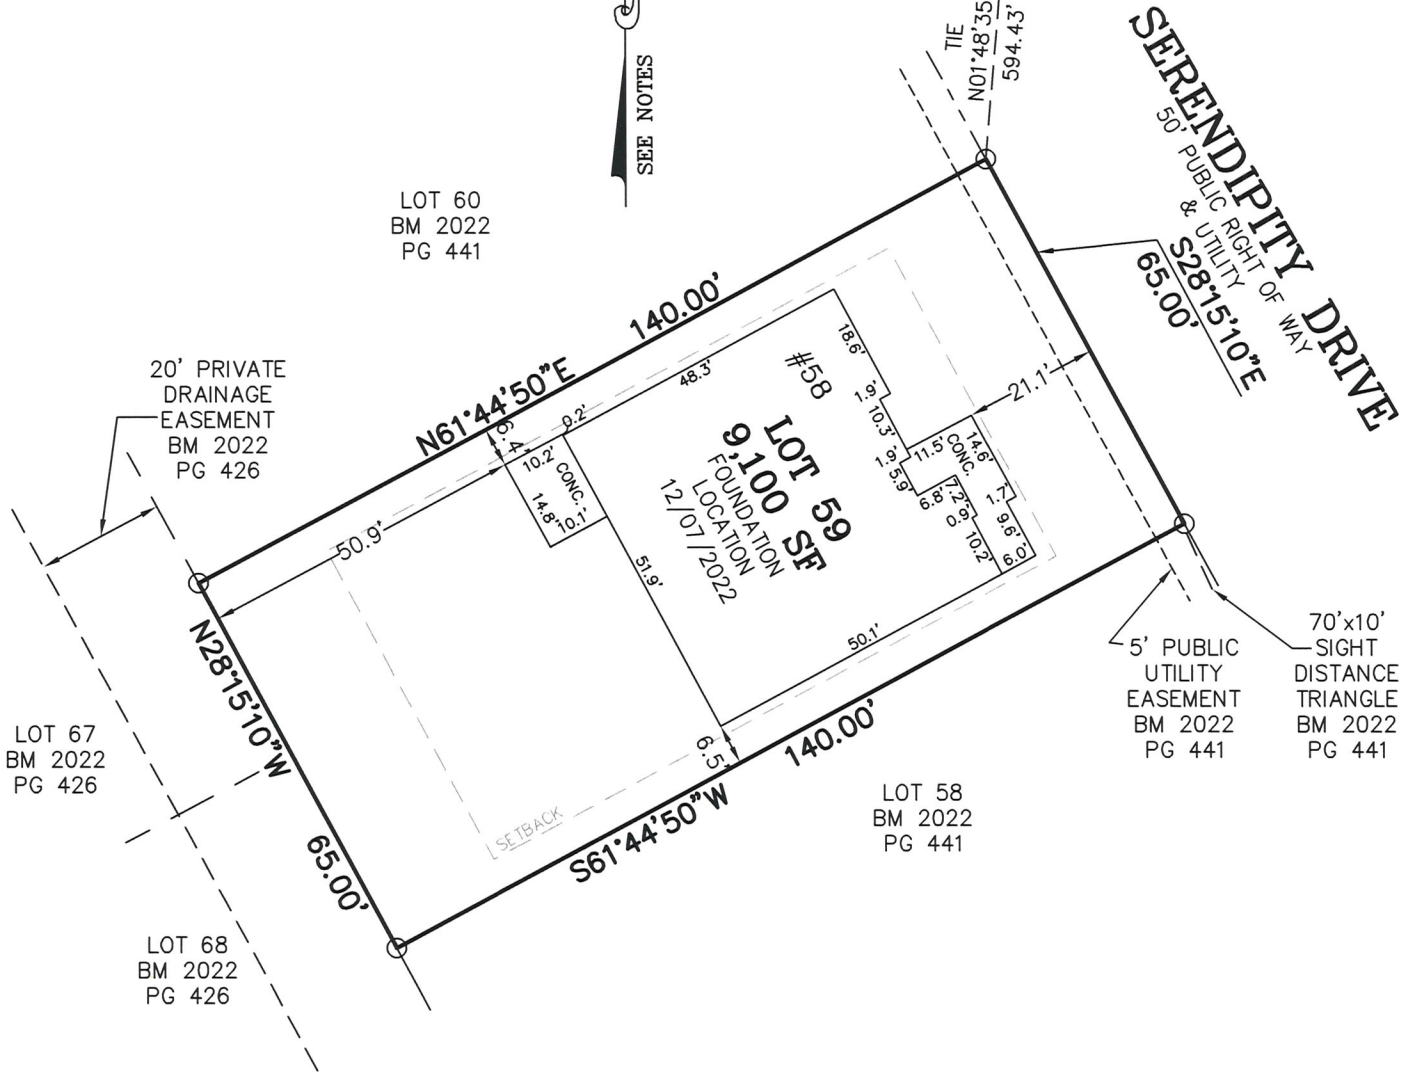 SEE NOTES
TIE
N01°48'35
594.43'
SERENDIPITY DRIVE
50' PUBLIC RIGHT OF WAY
& UTILITY
S28°15'10"E
65.00'
LOT 60
BM 2022
PG 441
140.00'
N61°44'50"E
20' PRIVATE
DRAINAGE
EASEMENT
BM 2022
PG 426
48.3'
0.2'
6.4'
10.2'
CONC.
14.8'
10.1'
50.9'
51.9'
#58
LOT 59
9,100 SF
FOUNDATION
LOCATION
12/07/2022
18.6'
1.9'
10.3'
1.9'
5.9'
11.5'
CONC.
14.6'
6.8'
7.2'
0.9'
10.2'
1.7'
9.6'
6.0'
21.1'
50.1'
6.5'
N28°15'10"W
65.00'
140.00'
S61°44'50"W
SETBACK
LOT 67
BM 2022
PG 426
LOT 68
BM 2022
PG 426
LOT 58
BM 2022
PG 441
5' PUBLIC
UTILITY
EASEMENT
BM 2022
PG 441
70'x10'
SIGHT
DISTANCE
TRIANGLE
BM 2022
PG 441